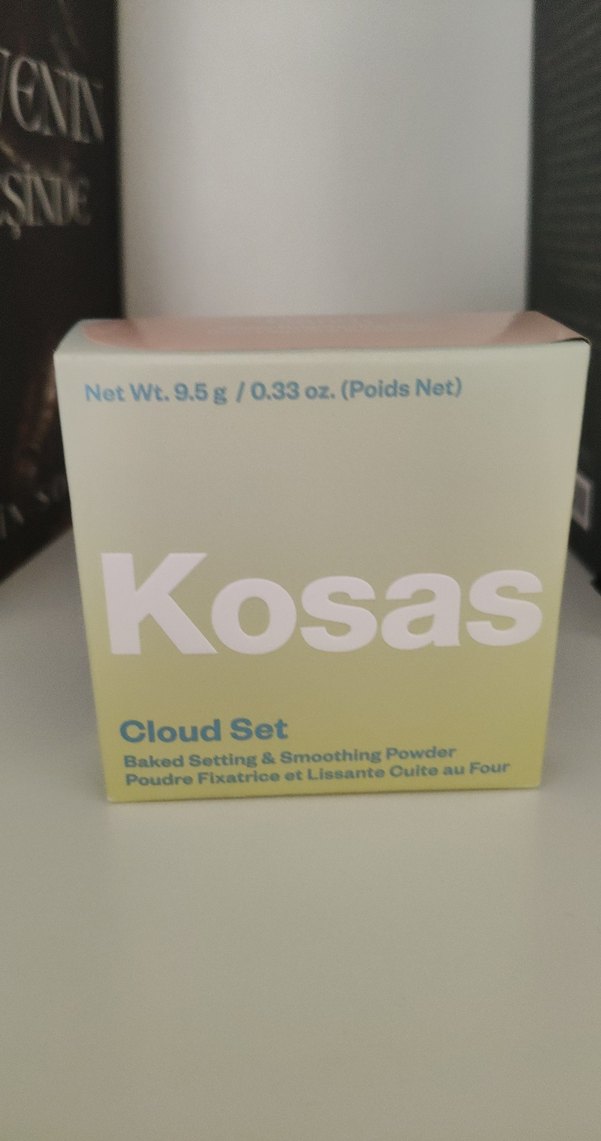 Net Wt. 9.5 g / 0.33 oz. (Poids Net)
Kosas
Cloud Set
Baked Setting & Smoothing Powder
Poudre Fixatrice et Lissante Cuite au Four